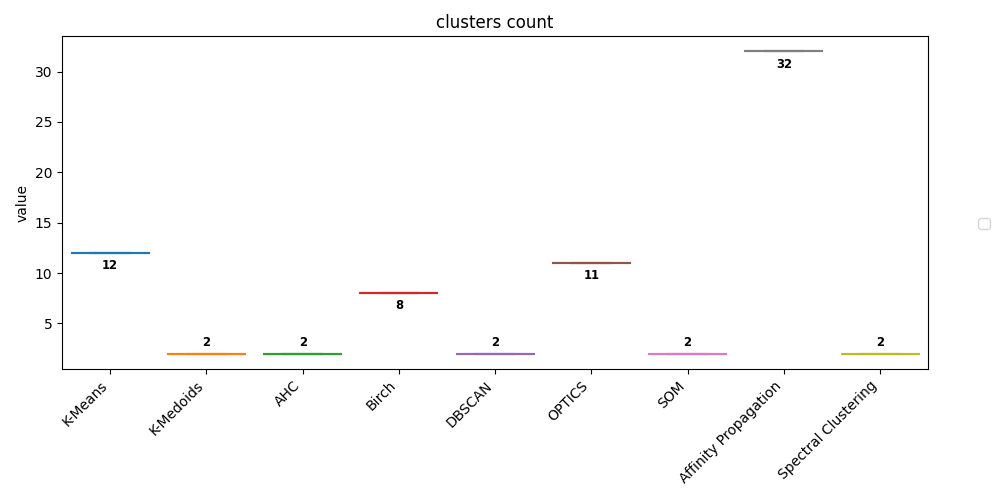 clusters count
value
30
25
20
15
10
5
12
2
2
8
2
11
2
32
2
K-Means
K-Medoids
AHC
Birch
DBSCAN
OPTICS
SOM
Affinity Propagation
Spectral Clustering